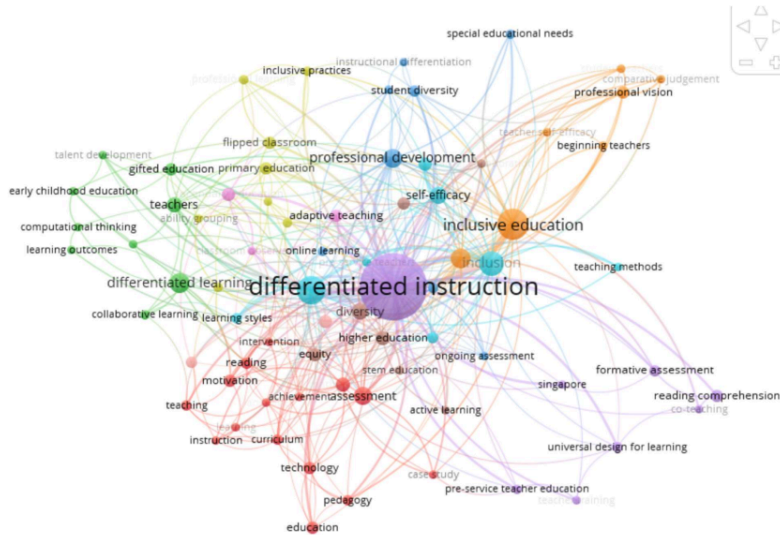 special educational needs
instructional differentiation
inclusive practices
comparative judgement
student diversity
professional vision
teacher self-efficacy
flipped classroom
beginning teachers
talent development
professional development
gifted education
primary education
early childhood education
self-efficacy
teachers
ability grouping
adaptive teaching
computational thinking
inclusive education
learning outcomes
online learning
inclusion
teaching methods
differentiated learning
differentiated instruction
collaborative learning
learning styles
diversity
intervention
higher education
equity
ongoing assessment
reading
stem education
formative assessment
motivation
singapore
achievement
assessment
reading comprehension
teaching
active learning
co-teaching
instruction
curriculum
universal design for learning
technology
case study
pre-service teacher education
pedagogy
teacher training
education